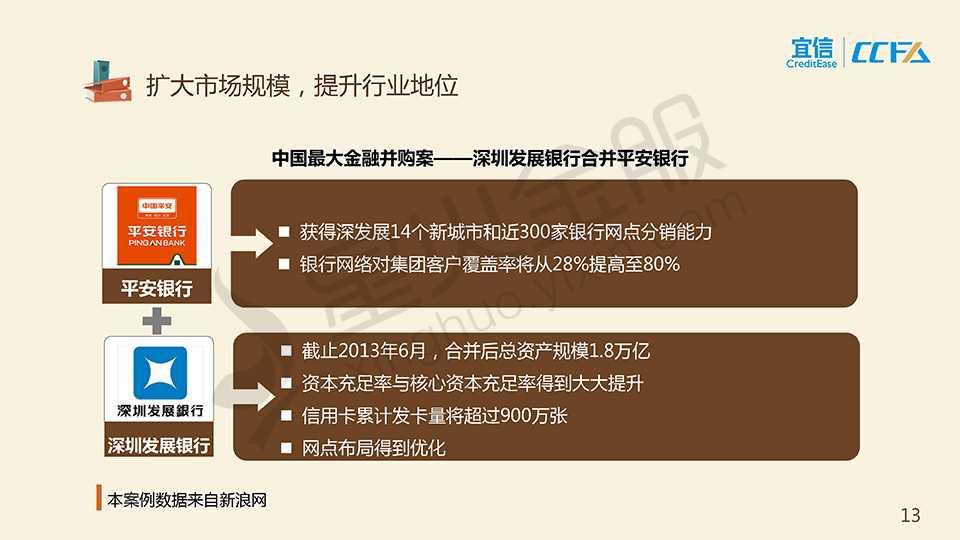 宜信
CreditEase
CCFA
扩大市场规模，提升行业地位
中国最大金融并购案——深圳发展银行合并平安银行
中国平安
平安银行
PINGAN BANK
平安银行
获得深发展14个新城市和近300家银行网点分销能力
银行网络对集团客户覆盖率将从28%提高至80%
深圳发展銀行
深圳发展银行
截止2013年6月，合并后总资产规模1.8万亿
资本充足率与核心资本充足率得到大大提升
信用卡累计发卡量将超过900万张
网点布局得到优化
本案例数据来自新浪网
13
星火金服